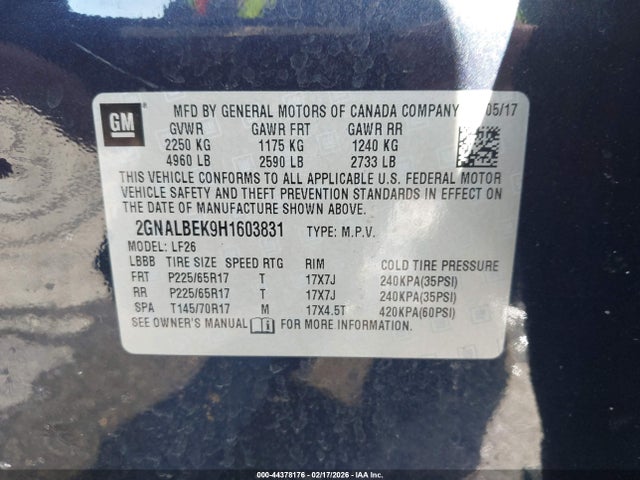 GM MFD BY GENERAL MOTORS OF CANADA COMPANY 05/17
GVWR GAWR FRT GAWR RR
2250 KG 1175 KG 1240 KG
4960 LB 2590 LB 2733 LB
THIS VEHICLE CONFORMS TO ALL APPLICABLE U.S. FEDERAL MOTOR
VEHICLE SAFETY AND THEFT PREVENTION STANDARDS IN EFFECT ON
THE DATE OF MANUFACTURE SHOWN ABOVE.
2GNALBEK9H1603831 TYPE: M.P.V.
MODEL: LF26
LBBB TIRE SIZE SPEED RTG RIM COLD TIRE PRESSURE
FRT P225/65R17 T 17X7J 240KPA(35PSI)
RR P225/65R17 T 17X7J 240KPA(35PSI)
SPA T145/70R17 M 17X4.5T 420KPA(60PSI)
SEE OWNER'S MANUAL FOR MORE INFORMATION.
000-44378176 - 02/17/2026 - IAA Inc.